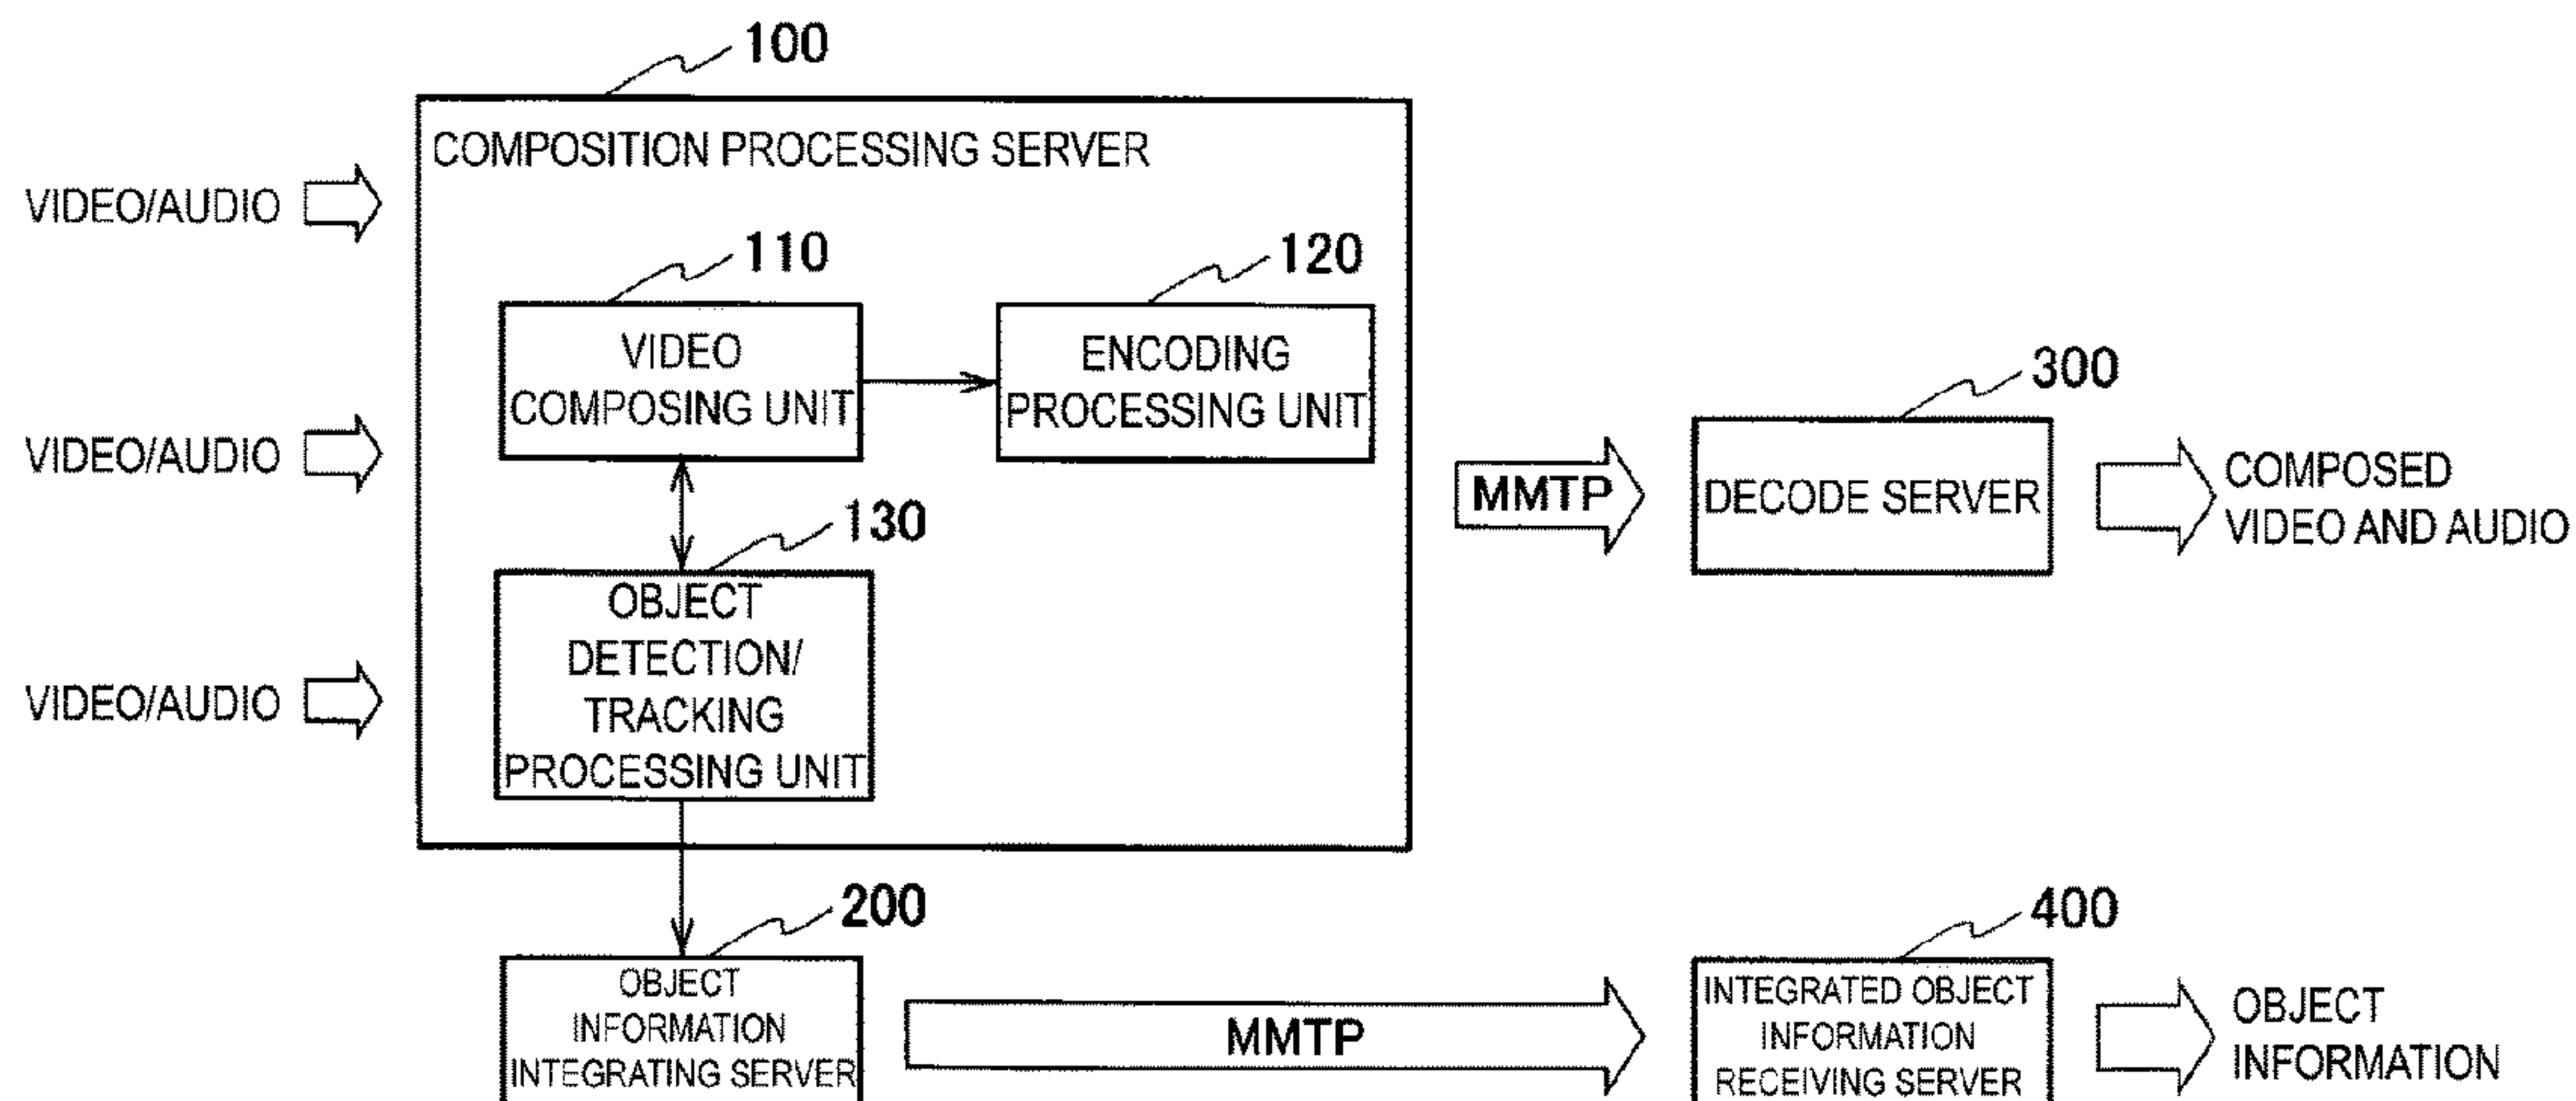 100
COMPOSITION PROCESSING SERVER
VIDEO/AUDIO
110
120
VIDEO
COMPOSING UNIT
ENCODING
PROCESSING UNIT
VIDEO/AUDIO
300
MMTP
DECODE SERVER
COMPOSED
VIDEO AND AUDIO
130
OBJECT
DETECTION/
TRACKING
PROCESSING UNIT
VIDEO/AUDIO
200
OBJECT
INFORMATION
INTEGRATING SERVER
MMTP
400
INTEGRATED OBJECT
INFORMATION
RECEIVING SERVER
OBJECT
INFORMATION